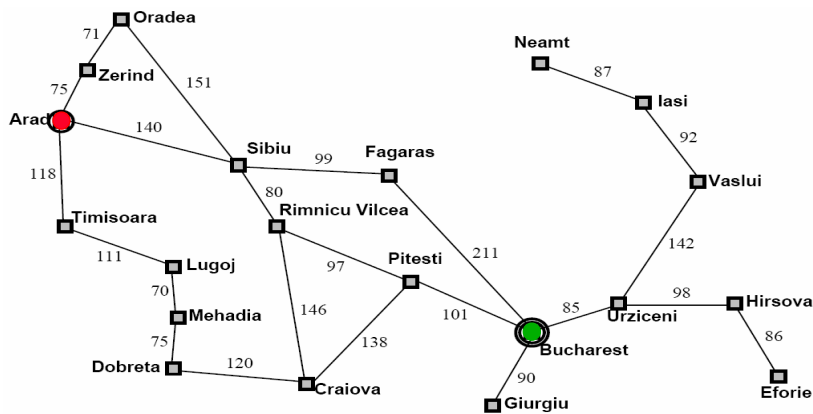 Oradea
71
Neamt
87
Zerind
75
151
Iasi
Arad
140
92
Sibiu
99
Fagaras
118
80
Vaslui
Timisoara
Rimnicu Vilcea
142
111
Lugoj
97
Pitesti
211
70
Mehadia
146
101
85
98
Hirsova
Urziceni
75
138
86
Bucharest
Dobreta
120
90
Craiova
Eforie
Giurgiu